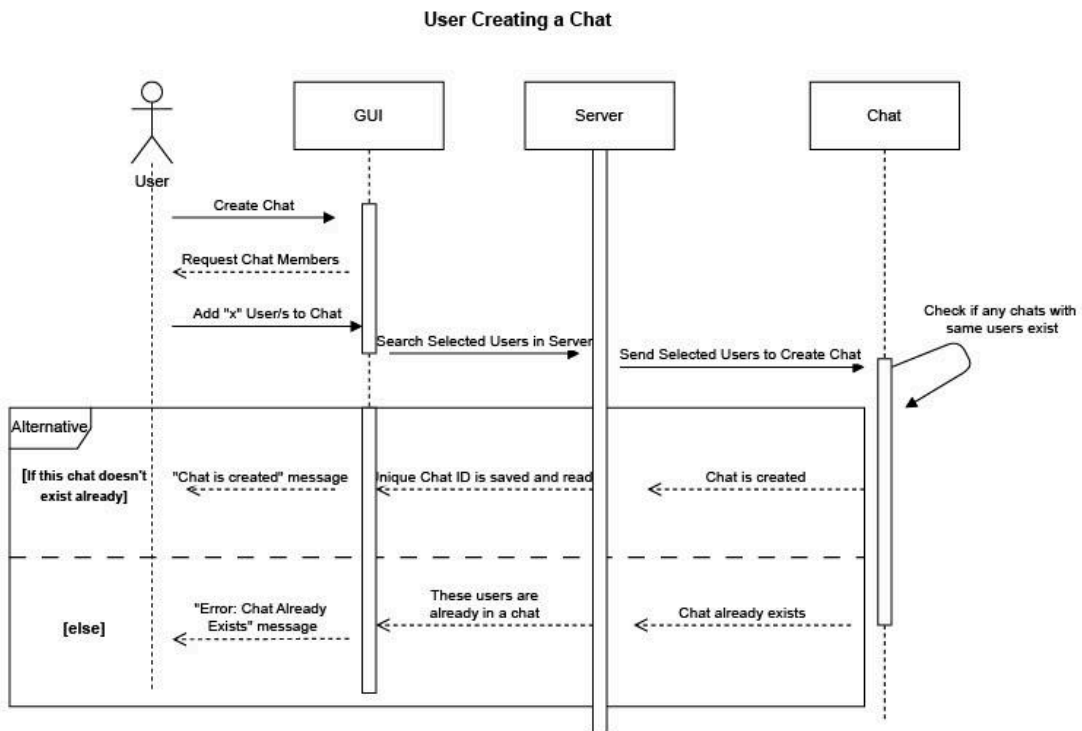 User Creating a Chat
GUI
Server
Chat
User
Create Chat
Request Chat Members
Add "x" User/s to Chat
Search Selected Users in Server
Send Selected Users to Create Chat
Check if any chats with
same users exist
Alternative
[If this chat doesn't
exist already]
"Chat is created" message
Unique Chat ID is saved and read
Chat is created
[else]
"Error: Chat Already
Exists" message
These users are
already in a chat
Chat already exists